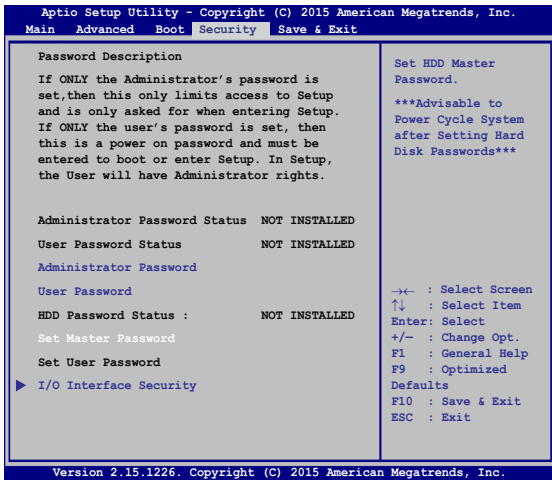 Aptio Setup Utility - Copyright (C) 2015 American Megatrends, Inc.
Main Advanced Boot Security Save & Exit
Password Description
If ONLY the Administrator's password is
set,then this only limits access to Setup
and is only asked for when entering Setup.
If ONLY the user's password is set, then
this is a power on password and must be
entered to boot or enter Setup. In Setup,
the User will have Administrator rights.
Administrator Password Status NOT INSTALLED
User Password Status NOT INSTALLED
Administrator Password
User Password
HDD Password Status : NOT INSTALLED
Set Master Password
Set User Password
I/O Interface Security
Set HDD Master
Password.
***Advisable to
Power Cycle System
after Setting Hard
Disk Passwords***
→← : Select Screen
↑↓ : Select Item
Enter: Select
+/− : Change Opt.
F1 : General Help
F9 : Optimized
Defaults
F10 : Save & Exit
ESC : Exit
Version 2.15.1226. Copyright (C) 2015 American Megatrends, Inc.